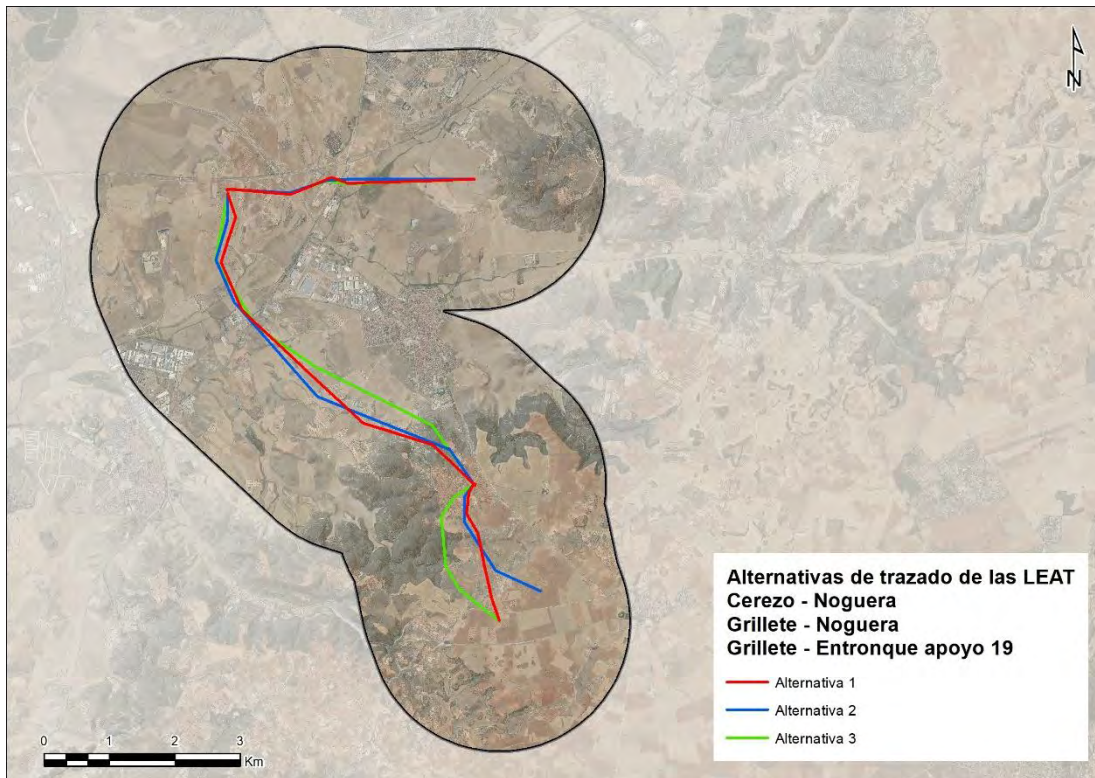 N
Alternativas de trazado de las LEAT
Cerezo - Noguera
Grillete - Noguera
Grillete - Entronque apoyo 19
Alternativa 1
Alternativa 2
Alternativa 3
0 1 2 3
Km